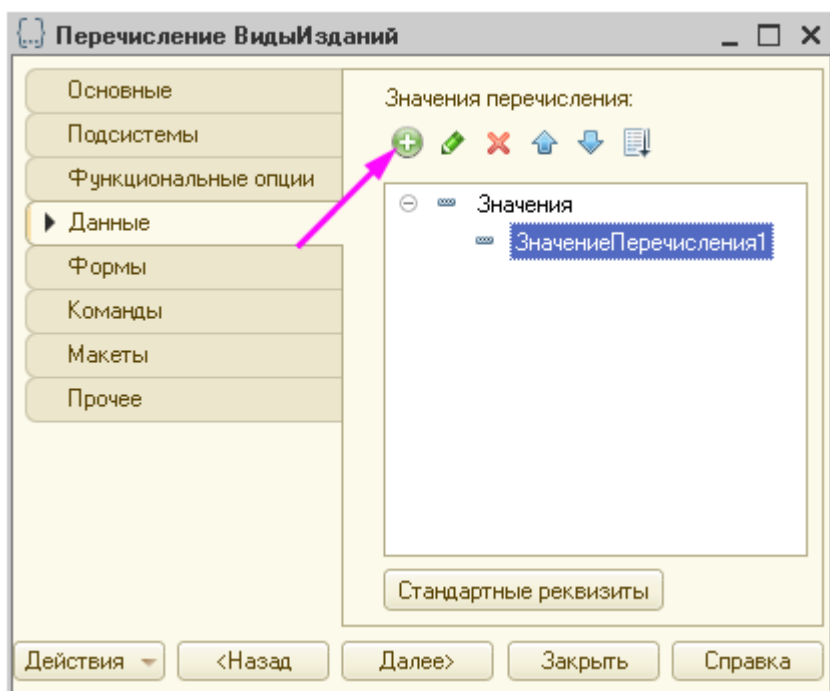 Перечисление ВидыИзданий
Основные
Подсистемы
Функциональные опции
Данные
Формы
Команды
Макеты
Прочее
Значения перечисления:
Значения
ЗначениеПеречисления1
Стандартные реквизиты
Действия
<Назад
Далее>
Закрыть
Справка